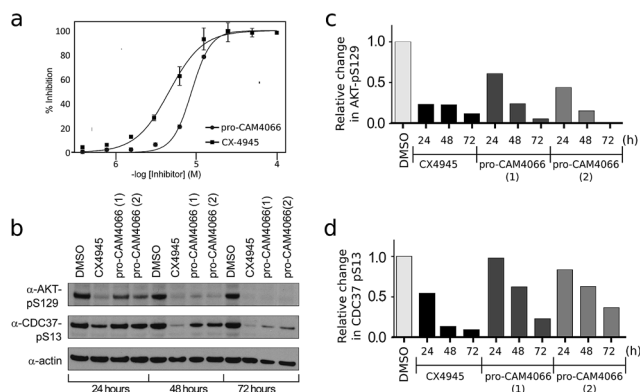 a
100
80
60
40
20
0
% Inhibition
pro-CAM4066
CX-4945
6
5
4
-log [Inhibitor] (M)
b
DMSO
CX4945
pro-CAM4066 (1)
pro-CAM4066 (2)
DMSO
CX4945
pro-CAM4066 (1)
pro-CAM4066 (2)
DMSO
CX4945
pro-CAM4066(1)
pro-CAM4066(2)
α-AKT-
pS129
α-CDC37-
pS13
α-actin
24 hours
48 hours
72 hours
c
Relative change
in AKT-pS129
1.0
0.5
0.0
DMSO
24 48 72 24 48 72 24 48 72 (h)
CX4945 pro-CAM4066 pro-CAM4066
(1) (2)
d
Relative change
in CDC37 pS13
1.0
0.5
0.0
DMSO
24 48 72 24 48 72 24 48 72 (h)
CX4945 pro-CAM4066 pro-CAM4066
(1) (2)